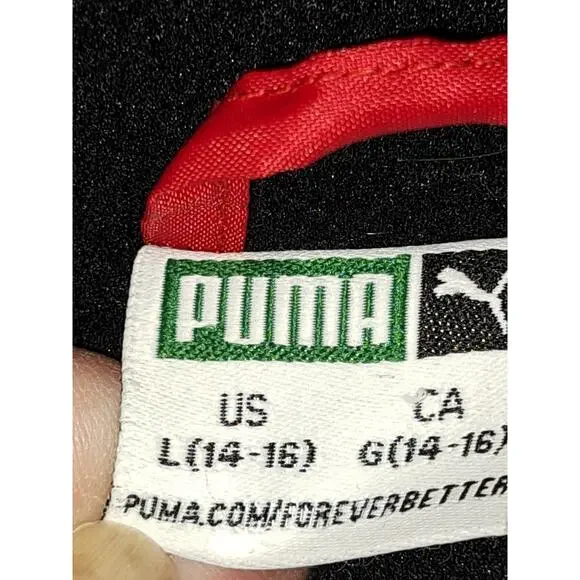 PUMA
US CA
L(14-16) G(14-16)
PUMA.COM/FOREVERBETTER